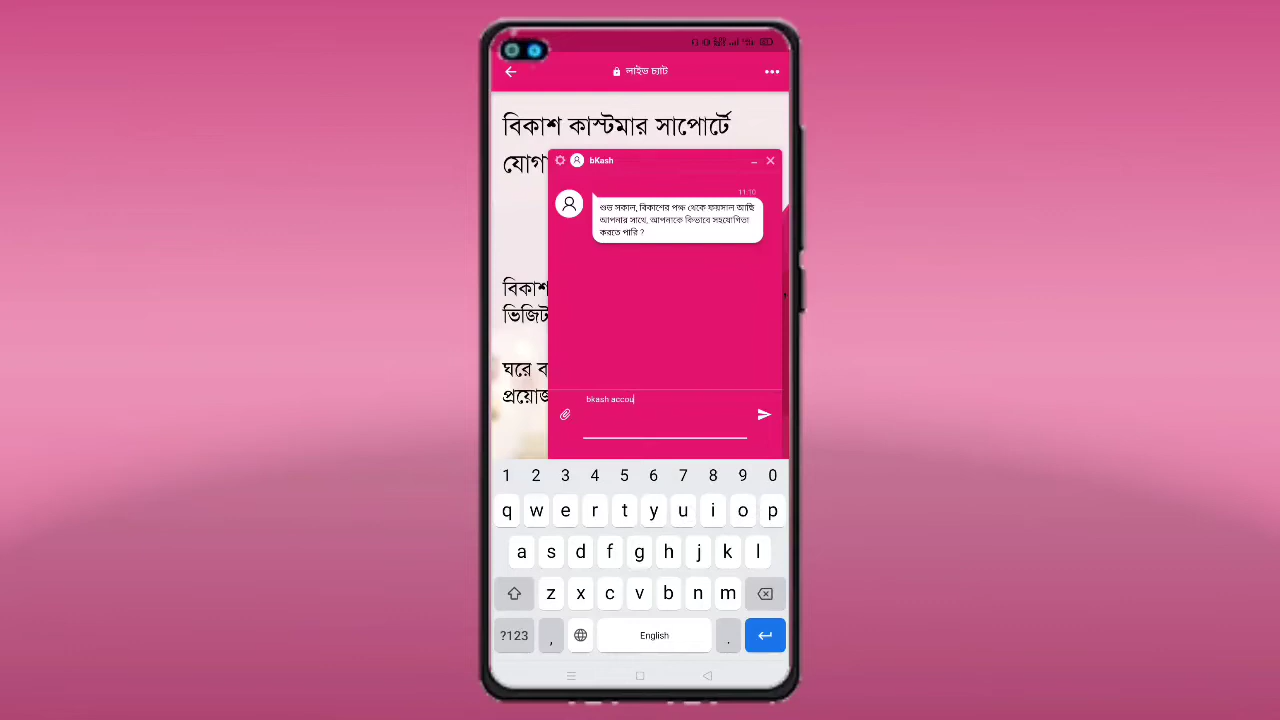 লাইভ চ্যাট
বিকাশ কাস্টমার সাপোর্টে
যোগ
bKash
11:10
শুভ সকাল, বিকাশের পক্ষ থেকে ফয়সাল আছি
আপনার সাথে, আপনাকে কিভাবে সহযোগিতা
করতে পারি ?
বিকাশ
ভিজিট
ঘরে ব
প্রয়োজ
bkash accou
1 2 3 4 5 6 7 8 9 0
q w e r t y u i o p
a s d f g h j k l
z x c v b n m
?123 , English .